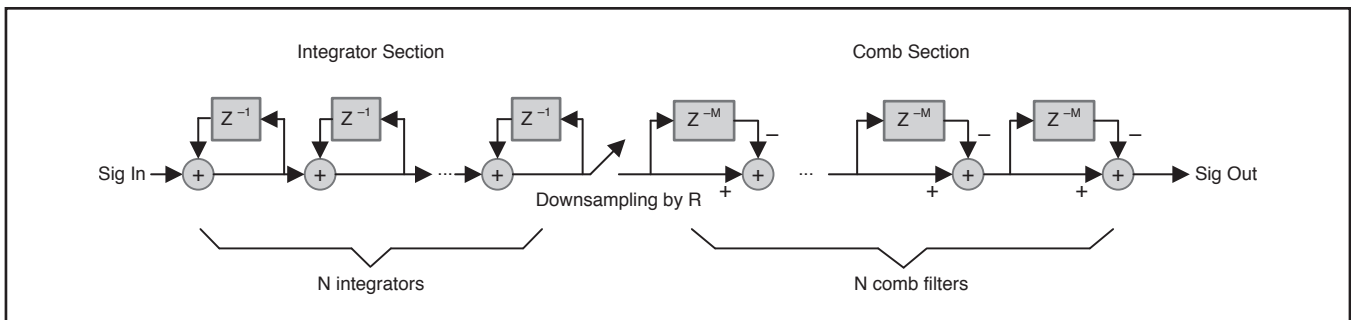 Integrator Section
Comb Section
Z⁻¹
Z⁻¹
Z⁻¹
Z⁻ᴹ
Z⁻ᴹ
Z⁻ᴹ
–
–
–
Sig In
+
+
...
+
+
+
...
+
+
+
+
Sig Out
Downsampling by R
N integrators
N comb filters